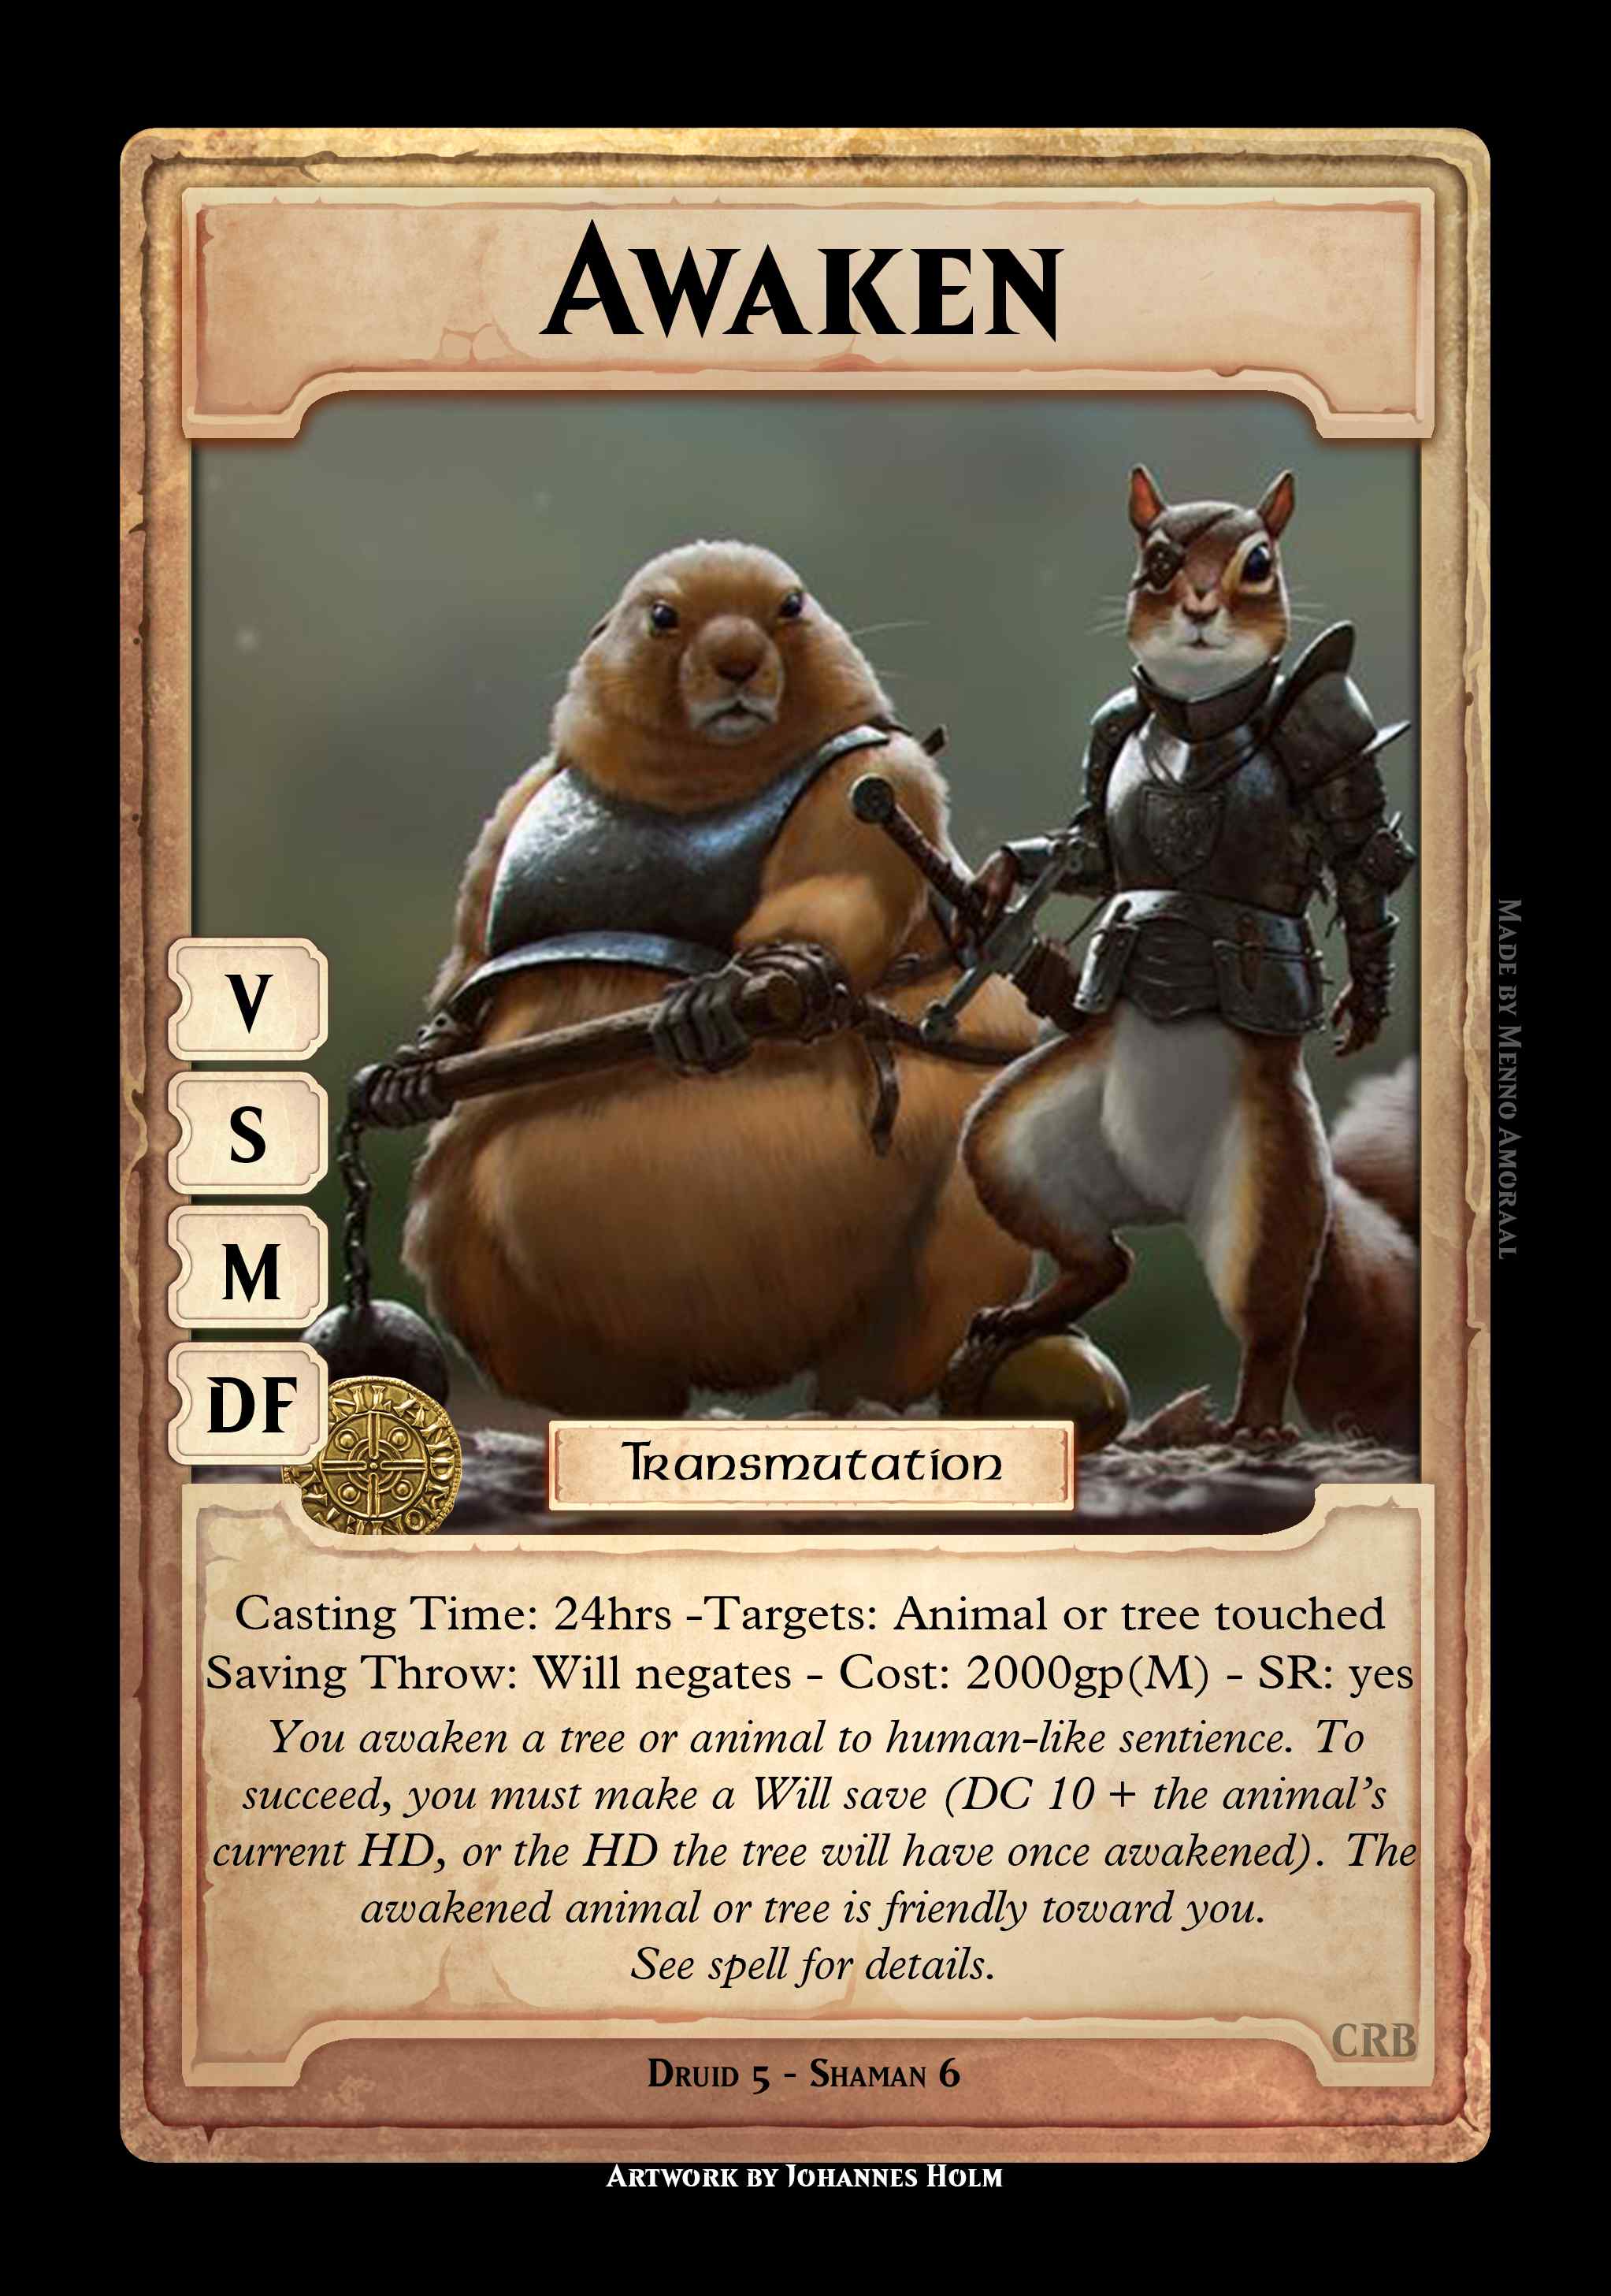 Awaken
V
S
M
DF
Transmutation
Casting Time: 24hrs -Targets: Animal or tree touched
Saving Throw: Will negates - Cost: 2000gp(M) - SR: yes
You awaken a tree or animal to human-like sentience. To
succeed, you must make a Will save (DC 10 + the animal's
current HD, or the HD the tree will have once awakened). The
awakened animal or tree is friendly toward you.
See spell for details.
CRB
Druid 5 - Shaman 6
Artwork by Johannes Holm
Made by Menno Amoraal